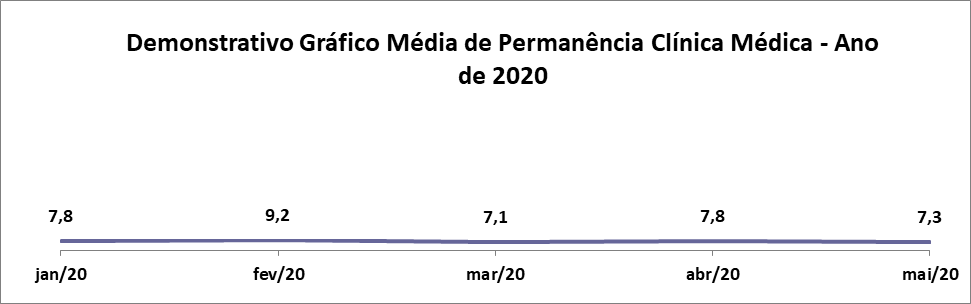 Demonstrativo Gráfico Média de Permanência Clínica Médica - Ano
de 2020
7,8 9,2 7,1 7,8 7,3
jan/20 fev/20 mar/20 abr/20 mai/20